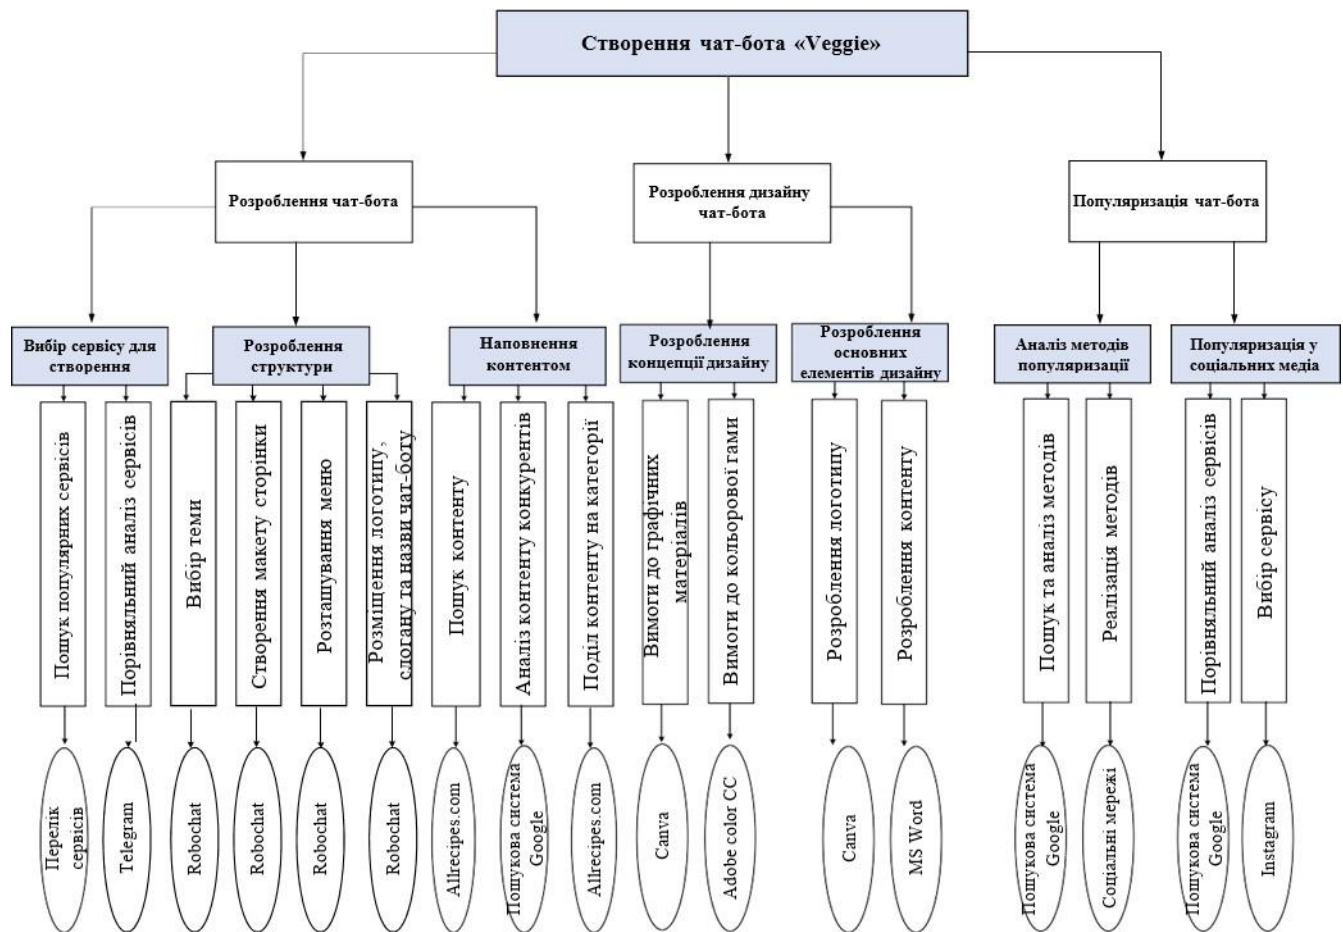 Створення чат-бота «Veggie»
Розроблення чат-бота
Розроблення дизайну
чат-бота
Популяризація чат-бота
Вибір сервісу для
створення
Розроблення
структури
Наповнення
контентом
Розроблення
концепції дизайну
Розроблення
основних
елементів дизайну
Аналіз методів
популяризації
Популяризація у
соціальних медіа
Пошук популярних сервісів
Порівняльний аналіз сервісів
Вибір теми
Створення макету сторінки
Розташування меню
Розміщення логотипу,
слогану та назви чат-боту
Пошук контенту
Аналіз контенту конкурентів
Поділ контенту на категорії
Вимоги до графічних
матеріалів
Вимоги до кольорової гами
Розроблення логотипу
Розроблення контенту
Пошук та аналіз методів
Реалізація методів
Порівняльний аналіз сервісів
Вибір сервісу
Перелік
сервісів
Telegram
Robochat
Robochat
Robochat
Robochat
Allrecipes.com
Пошукова система
Google
Allrecipes.com
Canva
Adobe color CC
Canva
MS Word
Пошукова система
Google
Соціальні мережі
Пошукова система
Google
Instagram